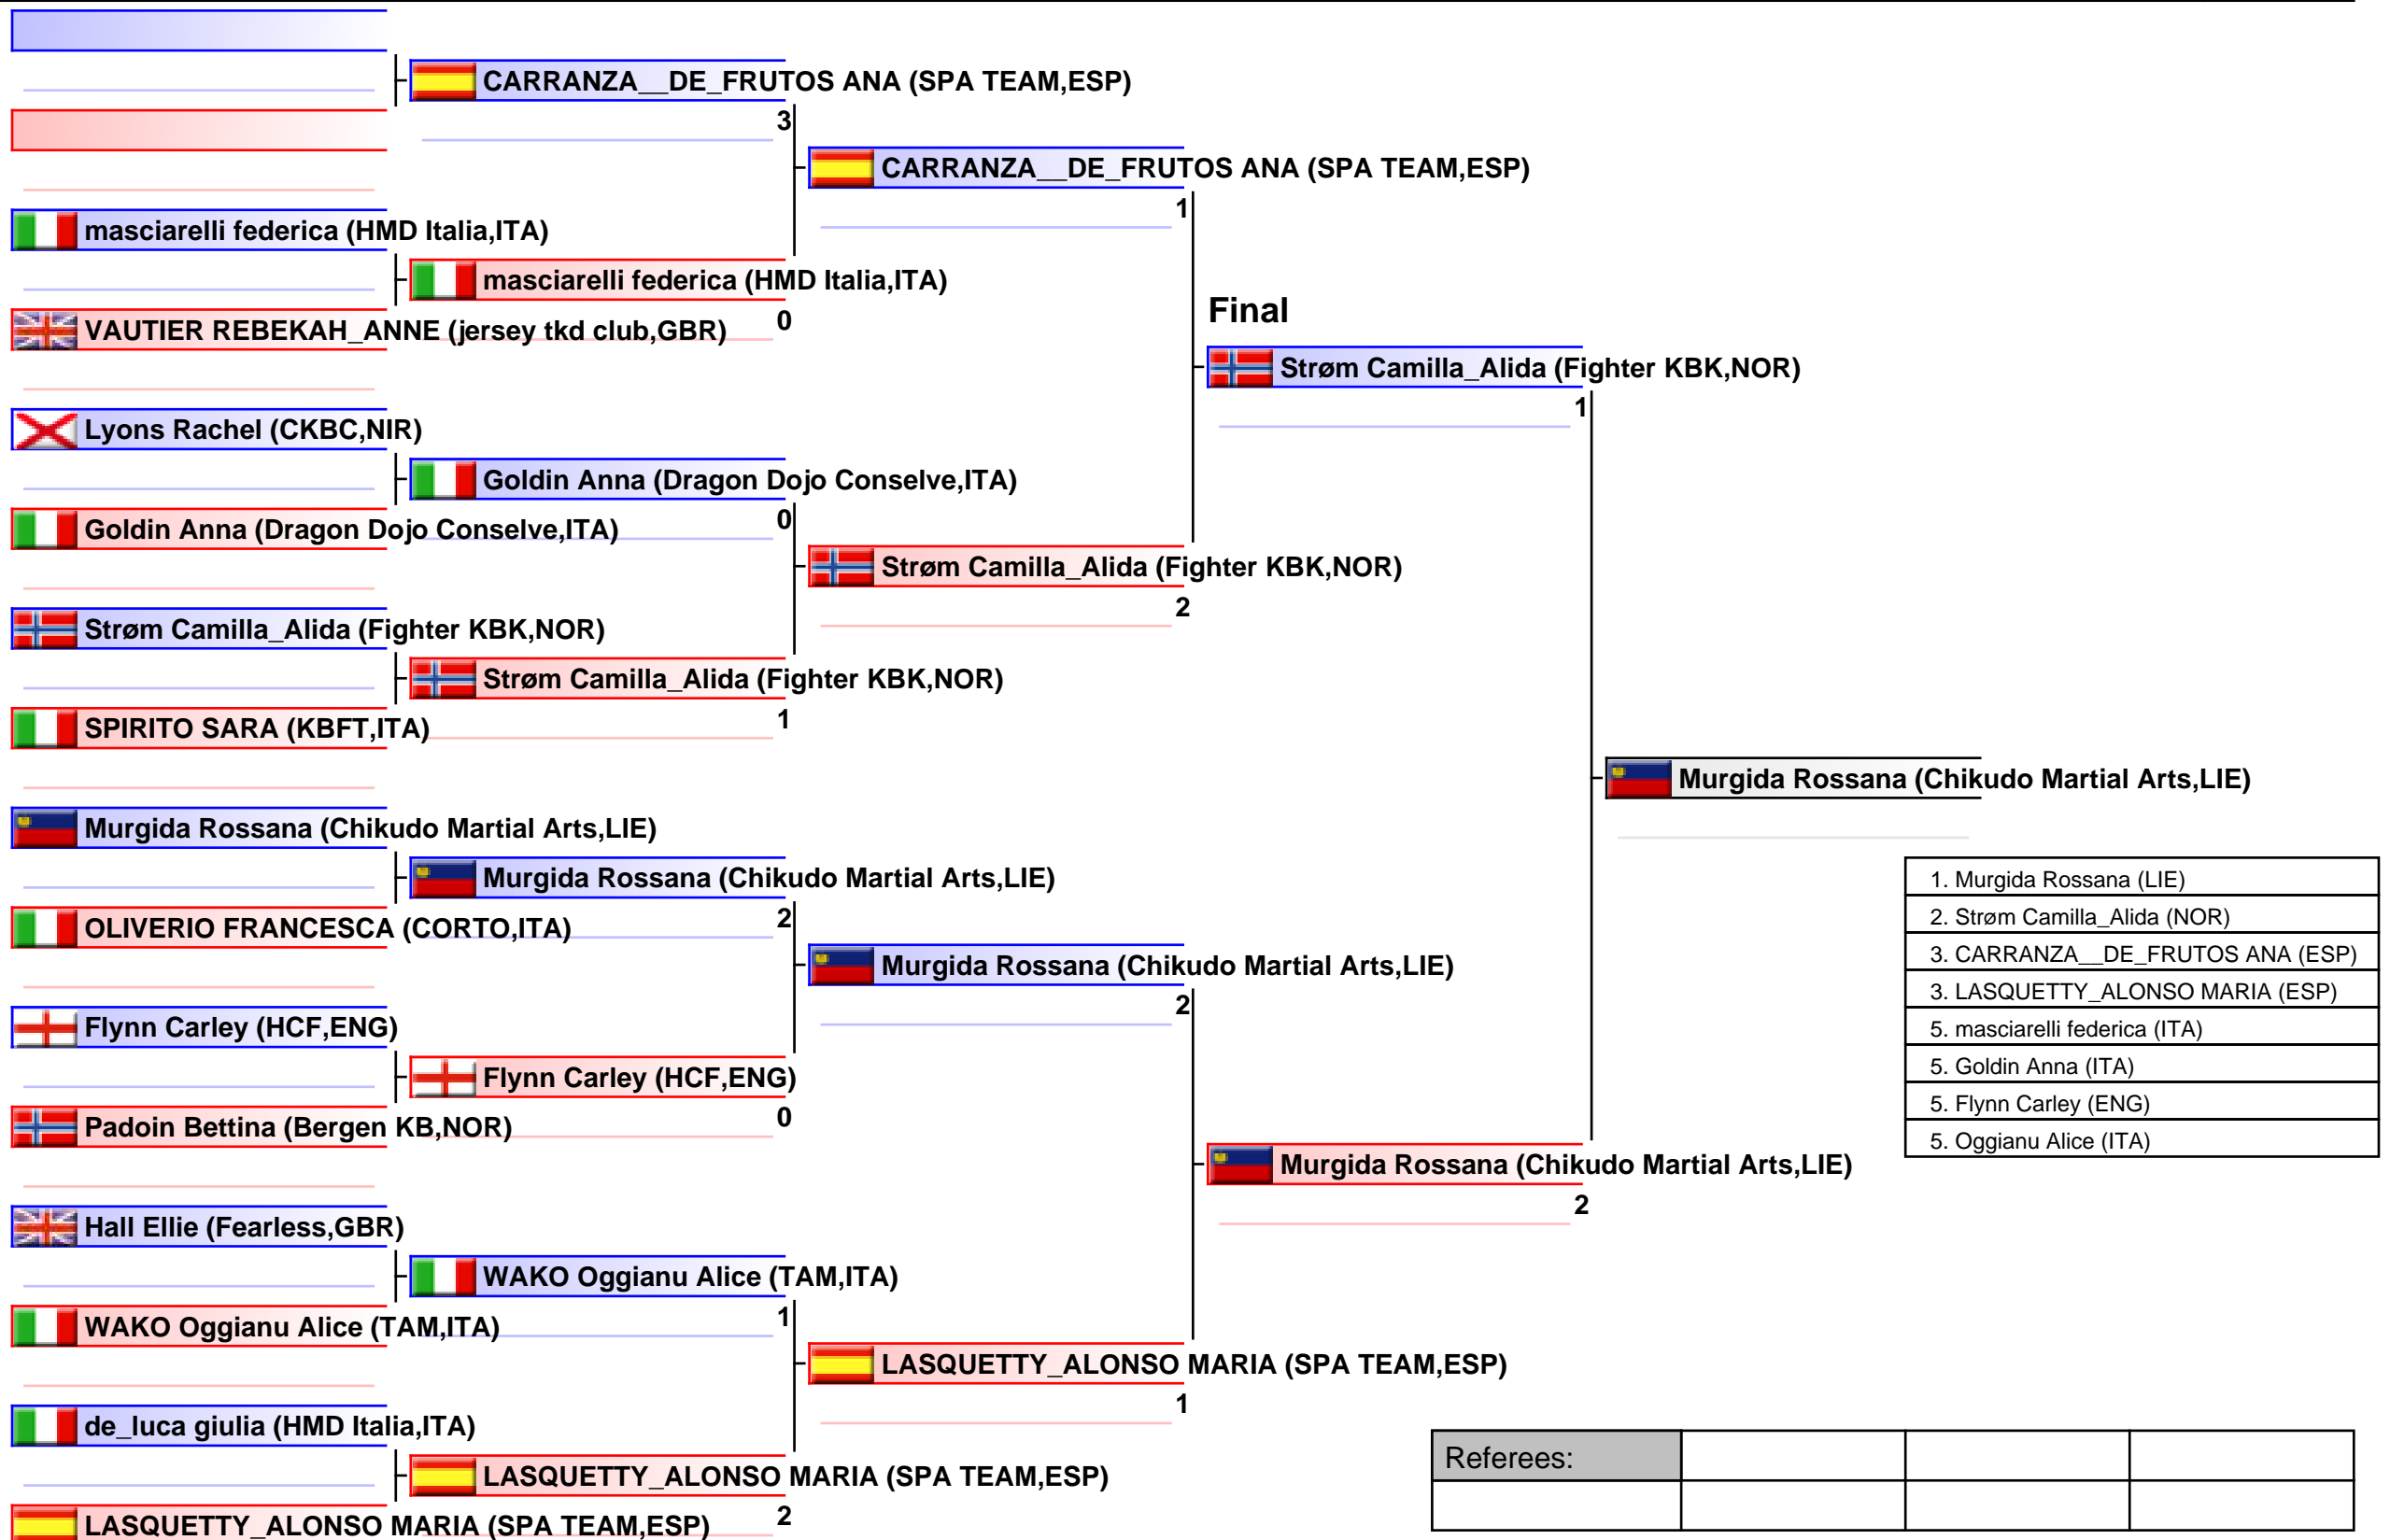 CARRANZA__DE_FRUTOS ANA (SPA TEAM,ESP)
3
masciarelli federica (HMD Italia,ITA)
masciarelli federica (HMD Italia,ITA)
0
VAUTIER REBEKAH_ANNE (jersey tkd club,GBR)
CARRANZA__DE_FRUTOS ANA (SPA TEAM,ESP)
1
Lyons Rachel (CKBC,NIR)
Goldin Anna (Dragon Dojo Conselve,ITA)
0
Goldin Anna (Dragon Dojo Conselve,ITA)
Strøm Camilla_Alida (Fighter KBK,NOR)
2
Strøm Camilla_Alida (Fighter KBK,NOR)
Strøm Camilla_Alida (Fighter KBK,NOR)
1
SPIRITO SARA (KBFT,ITA)
Final
Strøm Camilla_Alida (Fighter KBK,NOR)
1
Murgida Rossana (Chikudo Martial Arts,LIE)
Murgida Rossana (Chikudo Martial Arts,LIE)
Murgida Rossana (Chikudo Martial Arts,LIE)
2
OLIVERIO FRANCESCA (CORTO,ITA)
Murgida Rossana (Chikudo Martial Arts,LIE)
2
Flynn Carley (HCF,ENG)
Flynn Carley (HCF,ENG)
0
Padoin Bettina (Bergen KB,NOR)
Murgida Rossana (Chikudo Martial Arts,LIE)
2
Hall Ellie (Fearless,GBR)
WAKO Oggianu Alice (TAM,ITA)
1
WAKO Oggianu Alice (TAM,ITA)
LASQUETTY_ALONSO MARIA (SPA TEAM,ESP)
1
de_luca giulia (HMD Italia,ITA)
LASQUETTY_ALONSO MARIA (SPA TEAM,ESP)
2
LASQUETTY_ALONSO MARIA (SPA TEAM,ESP)
1. Murgida Rossana (LIE)
2. Strøm Camilla_Alida (NOR)
3. CARRANZA__DE_FRUTOS ANA (ESP)
3. LASQUETTY_ALONSO MARIA (ESP)
5. masciarelli federica (ITA)
5. Goldin Anna (ITA)
5. Flynn Carley (ENG)
5. Oggianu Alice (ITA)
Referees: